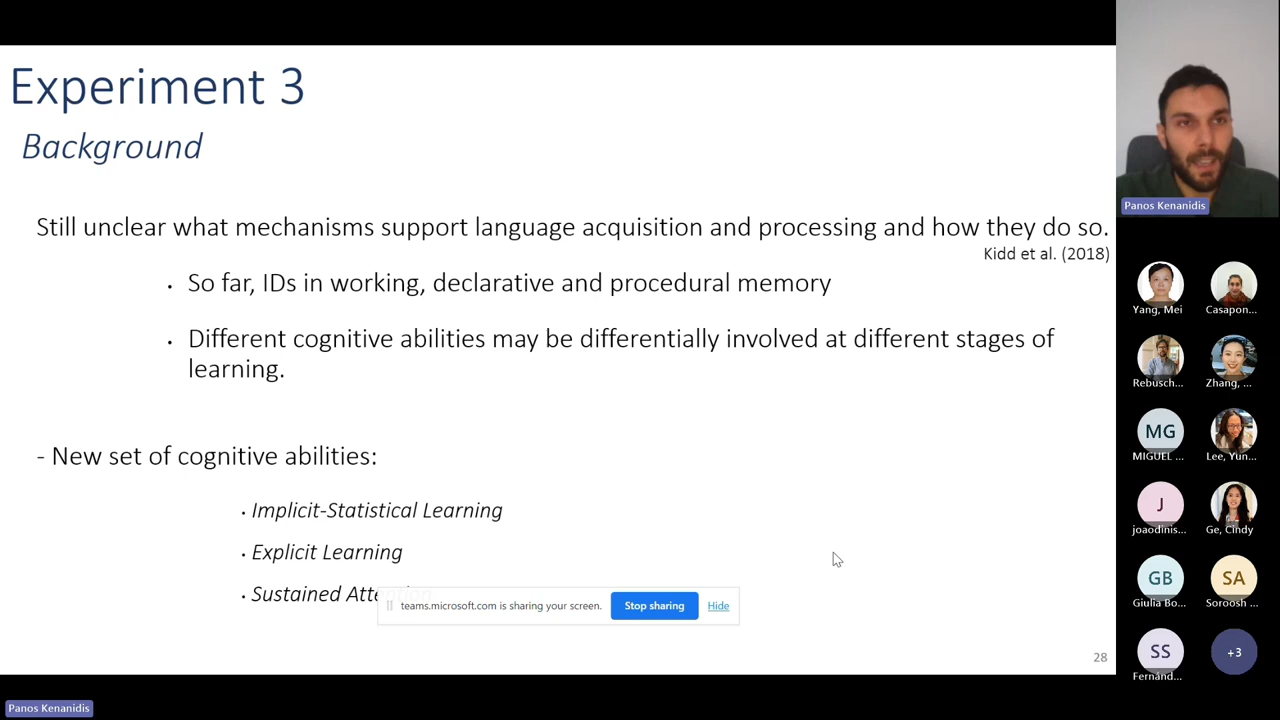 Experiment 3
Background
Still unclear what mechanisms support language acquisition and processing and how they do so.
Kidd et al. (2018)
• So far, IDs in working, declarative and procedural memory
• Different cognitive abilities may be differentially involved at different stages of
learning.
- New set of cognitive abilities:
• Implicit-Statistical Learning
• Explicit Learning
• Sustained Attention
teams.microsoft.com is sharing your screen. Stop sharing Hide
28
Panos Kenanidis
Panos Kenanidis
Yang, Mei Casapon...
Rebusch... Zhang, ...
MG
MIGUEL ... Lee, Yun...
J
joaodinis... Ge, Cindy
GB SA
Giulia Bo... Soroosh ...
SS +3
Fernánd...